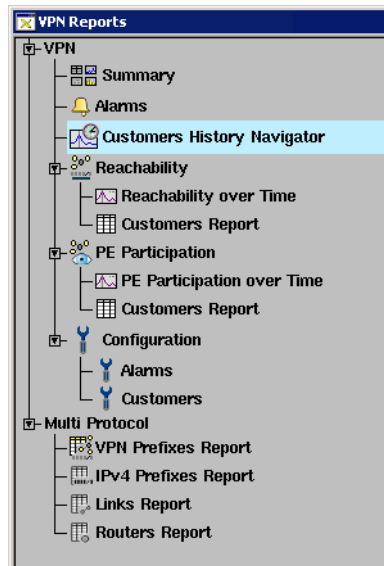 VPN Reports
VPN
Summary
Alarms
Customers History Navigator
Reachability
Reachability over Time
Customers Report
PE Participation
PE Participation over Time
Customers Report
Configuration
Alarms
Customers
Multi Protocol
VPN Prefixes Report
IPv4 Prefixes Report
Links Report
Routers Report